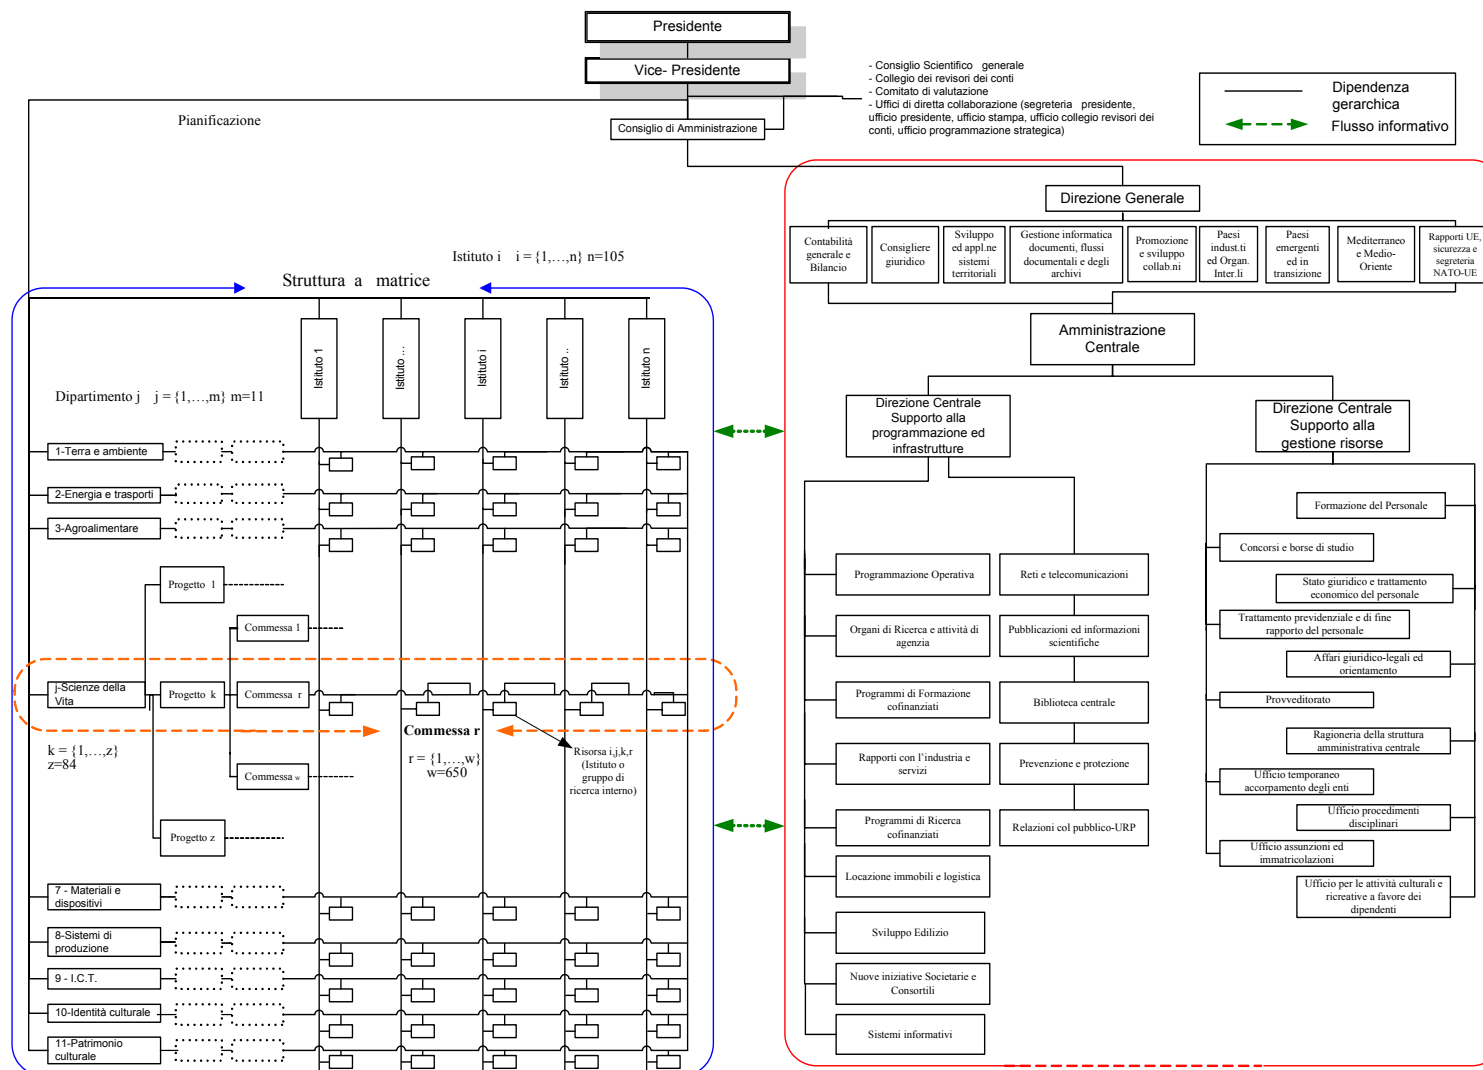 Presidente
Vice- Presidente
Consiglio di Amministrazione
- Consiglio Scientifico generale
- Collegio dei revisori dei conti
- Comitato di valutazione
- Uffici di diretta collaborazione (segreteria presidente,
ufficio presidente, ufficio stampa, ufficio collegio revisori dei
conti, ufficio programmazione strategica)
Dipendenza
gerarchica
Flusso informativo
Pianificazione
Direzione Generale
Contabilità
generale e
Bilancio
Consigliere
giuridico
Sviluppo
ed appl.ne
sistemi
territoriali
Gestione informatica
documenti, flussi
documentali e degli
archivi
Promozione
e sviluppo
collab.ni
Paesi
indust.ti
ed Organ.
Inter.li
Paesi
emergenti
ed in
transizione
Mediterraneo
e Medio-
Oriente
Rapporti UE,
sicurezza e
segreteria
NATO-UE
Amministrazione
Centrale
Istituto i i = {1,…,n} n=105
Struttura a matrice
Istituto 1
Istituto ...
Istituto i
Istituto ..
Istituto n
Dipartimento j j = {1,…,m} m=11
1-Terra e ambiente
2-Energia e trasporti
3-Agroalimentare
Progetto 1
Commessa 1
j-Scienze della
Vita
Progetto k
Commessa r
k = {1,…,z}
z=84
Commessa r
r = {1,…,w}
w=650
Risorsa i,j,k,r
(Istituto o
gruppo di
ricerca interno)
Commessa w
Progetto z
7 - Materiali e
dispositivi
8-Sistemi di
produzione
9 - I.C.T.
10-Identità culturale
11-Patrimonio
culturale
Direzione Centrale
Supporto alla
programmazione ed
infrastrutture
Programmazione Operativa
Organi di Ricerca e attività di
agenzia
Programmi di Formazione
cofinanziati
Rapporti con l'industria e
servizi
Programmi di Ricerca
cofinanziati
Locazione immobili e logistica
Sviluppo Edilizio
Nuove iniziative Societarie e
Consortili
Sistemi informativi
Reti e telecomunicazioni
Pubblicazioni ed informazioni
scientifiche
Biblioteca centrale
Prevenzione e protezione
Relazioni col pubblico-URP
Direzione Centrale
Supporto alla
gestione risorse
Formazione del Personale
Concorsi e borse di studio
Stato giuridico e trattamento
economico del personale
Trattamento previdenziale e di fine
rapporto del personale
Affari giuridico-legali ed
orientamento
Provveditorato
Ragioneria della struttura
amministrativa centrale
Ufficio temporaneo
accorpamento degli enti
Ufficio procedimenti
disciplinari
Ufficio assunzioni ed
immatricolazioni
Ufficio per le attività culturali e
ricreative a favore dei
dipendenti